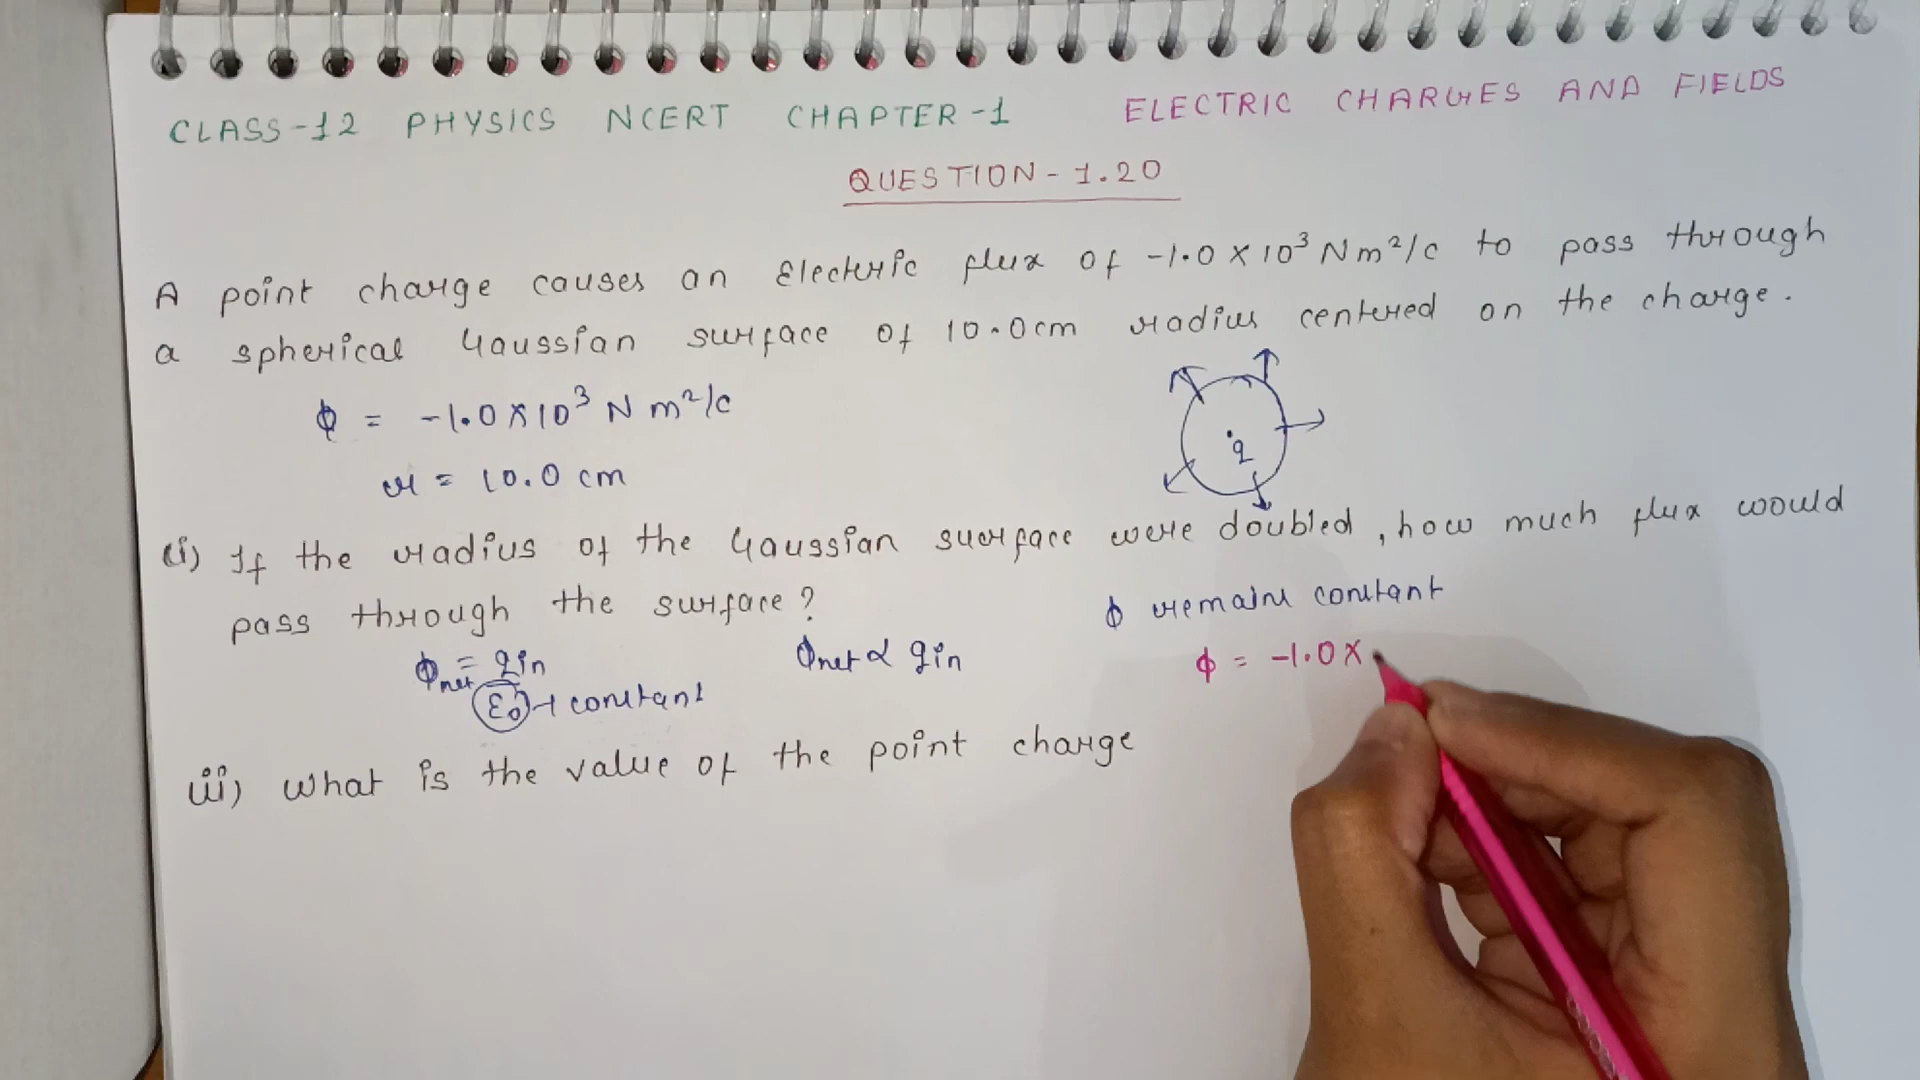 CLASS-12 PHYSICS NCERT CHAPTER-1 ELECTRIC CHARGES AND FIELDS
QUESTION-1.20
A point charge causes an Electric flux of -1.0 × 10³ Nm²/c to pass through
a spherical Gaussian surface of 10.0cm radius centered on the charge.
ϕ = -1.0×10³ N m²/c
r = 10.0 cm
q
(i) If the radius of the Gaussian surface were doubled, how much flux would
pass through the surface?
ϕ remains constant
ϕnet = qin/ε₀ → constant
ϕnet ∝ qin
ϕ = -1.0×
(ii) What is the value of the point charge